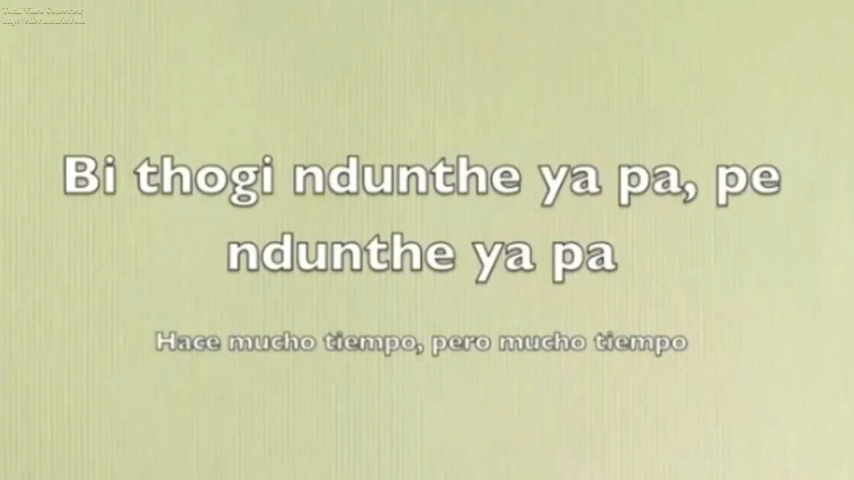 Bi thogi ndunthe ya pa, pe
ndunthe ya pa
Hace mucho tiempo, pero mucho tiempo